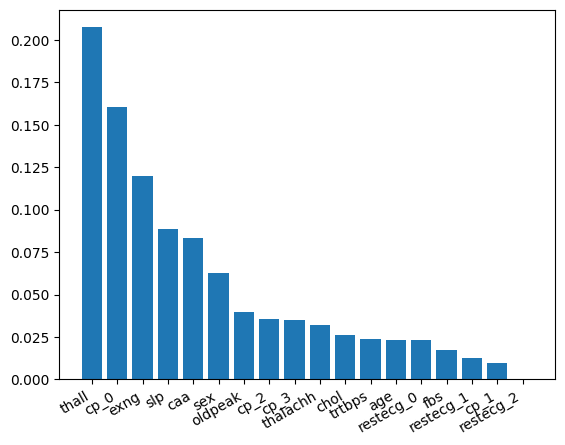 0.200
0.175
0.150
0.125
0.100
0.075
0.050
0.025
0.000
thall
cp_0
exng
slp
caa
sex
oldpeak
cp_2
cp_3
thalachh
chol
trtbps
age
restecg_0
fbs
restecg_1
cp_1
restecg_2